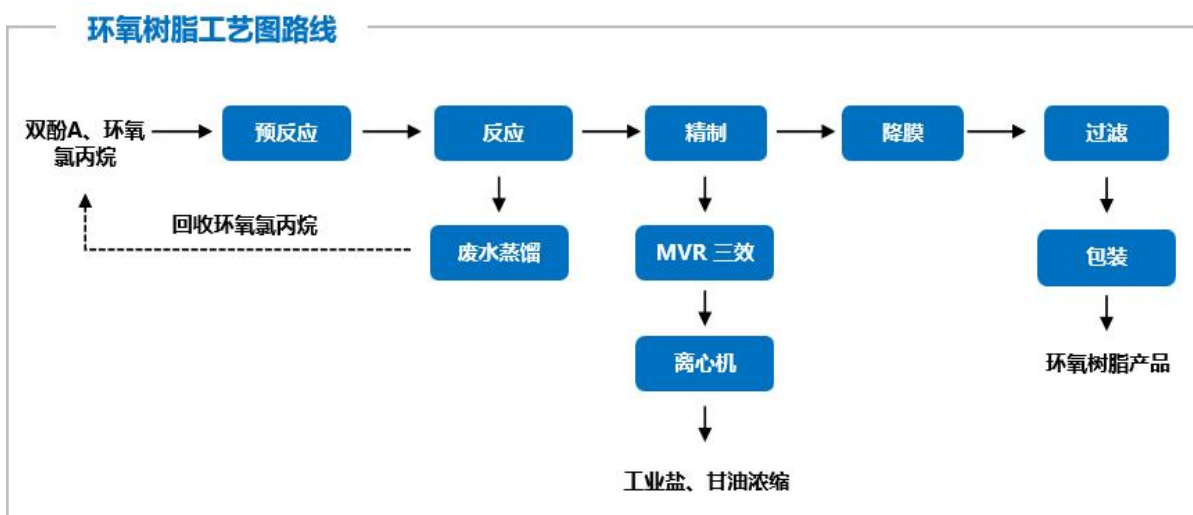 环氧树脂工艺图路线
双酚A、环氧
氯丙烷
预反应
反应
精制
降膜
过滤
回收环氧氯丙烷
废水蒸馏
MVR 三效
包装
离心机
环氧树脂产品
工业盐、甘油浓缩